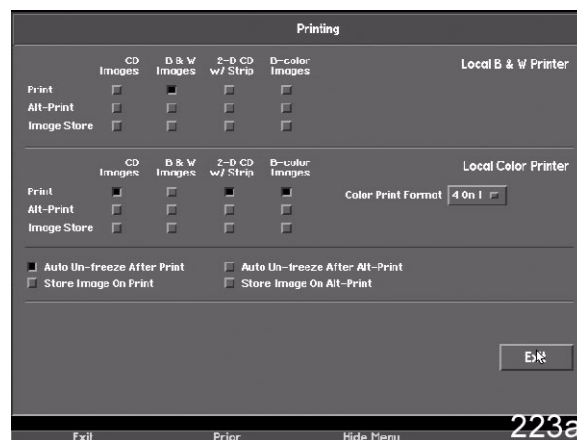 Printing
CD B & W 2-D CD B-color
Images Images w/ Strip Images
Local B & W Printer
Print
Alt-Print
Image Store
CD B & W 2-D CD B-color
Images Images w/ Strip Images
Local Color Printer
Print
Color Print Format 4 On 1
Alt-Print
Image Store
Auto Un-freeze After Print Auto Un-freeze After Alt-Print
Store Image On Print Store Image On Alt-Print
Exit
Exit Prior Hide Menu
223a